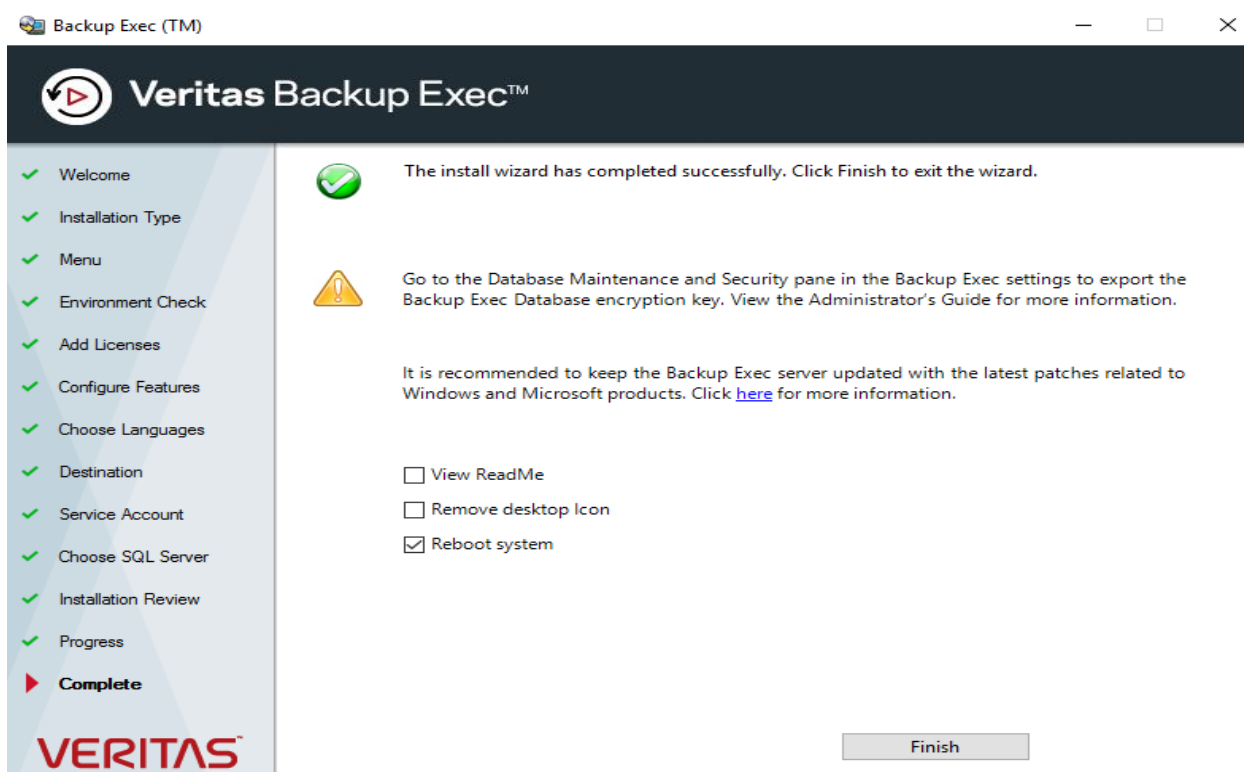 Backup Exec (TM)
Veritas Backup Exec™
Welcome
Installation Type
Menu
Environment Check
Add Licenses
Configure Features
Choose Languages
Destination
Service Account
Choose SQL Server
Installation Review
Progress
Complete
VERITAS™
The install wizard has completed successfully. Click Finish to exit the wizard.
Go to the Database Maintenance and Security pane in the Backup Exec settings to export the
Backup Exec Database encryption key. View the Administrator's Guide for more information.
It is recommended to keep the Backup Exec server updated with the latest patches related to
Windows and Microsoft products. Click here for more information.
View ReadMe
Remove desktop Icon
Reboot system
Finish